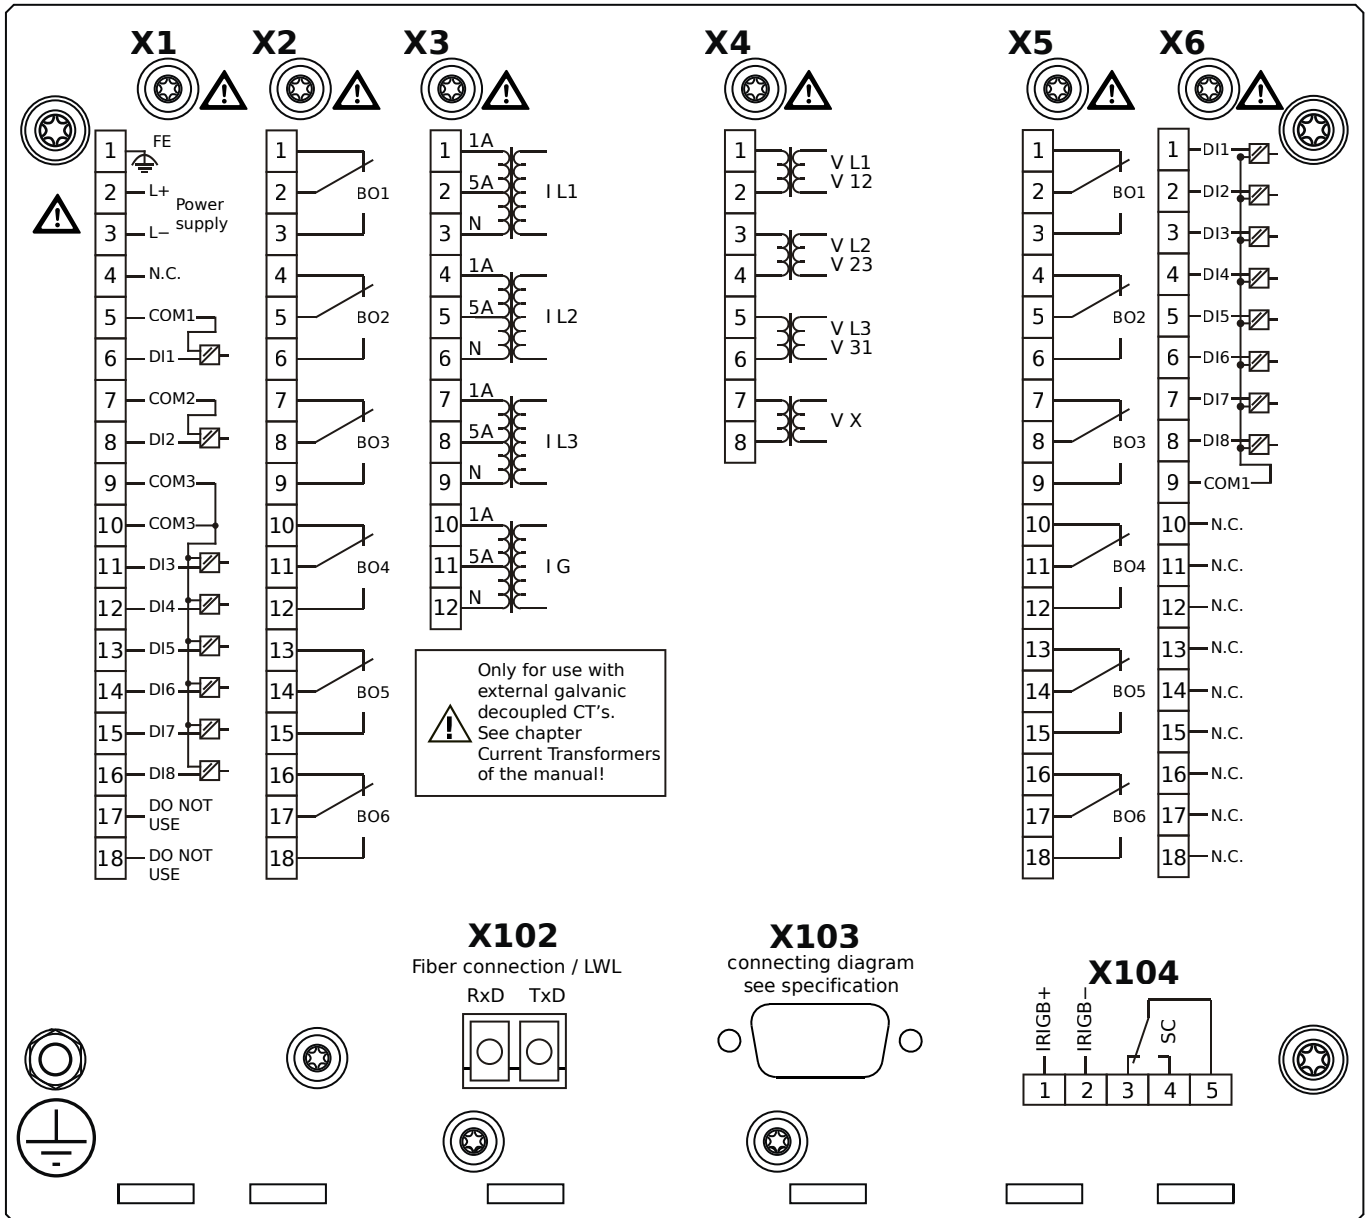 X1 X2 X3 X4 X5 X6
1 FE
2 L+
Power
supply
3 L−
4 N.C.
5 COM1
6 DI1
7 COM2
8 DI2
9 COM3
10 COM3
11 DI3
12 DI4
13 DI5
14 DI6
15 DI7
16 DI8
17 DO NOT
USE
18 DO NOT
USE
1
2 BO1
3
4
5 BO2
6
7
8 BO3
9
10
11 BO4
12
13
14 BO5
15
16
17 BO6
18
1 1A
2 5A I L1
3 N
4 1A
5 5A I L2
6 N
7 1A
8 5A I L3
9 N
10 1A
11 5A I G
12 N
Only for use with
external galvanic
decoupled CT's.
See chapter
Current Transformers
of the manual!
1 V L1
2 V 12
3 V L2
4 V 23
5 V L3
6 V 31
7 V X
8
1
2 BO1
3
4
5 BO2
6
7
8 BO3
9
10
11 BO4
12
13
14 BO5
15
16
17 BO6
18
1 DI1
2 DI2
3 DI3
4 DI4
5 DI5
6 DI6
7 DI7
8 DI8
9 COM1
10 N.C.
11 N.C.
12 N.C.
13 N.C.
14 N.C.
15 N.C.
16 N.C.
17 N.C.
18 N.C.
X102
Fiber connection / LWL
RxD TxD
X103
connecting diagram
see specification
X104
IRIGB+
IRIGB−
SC
1 2 3 4 5